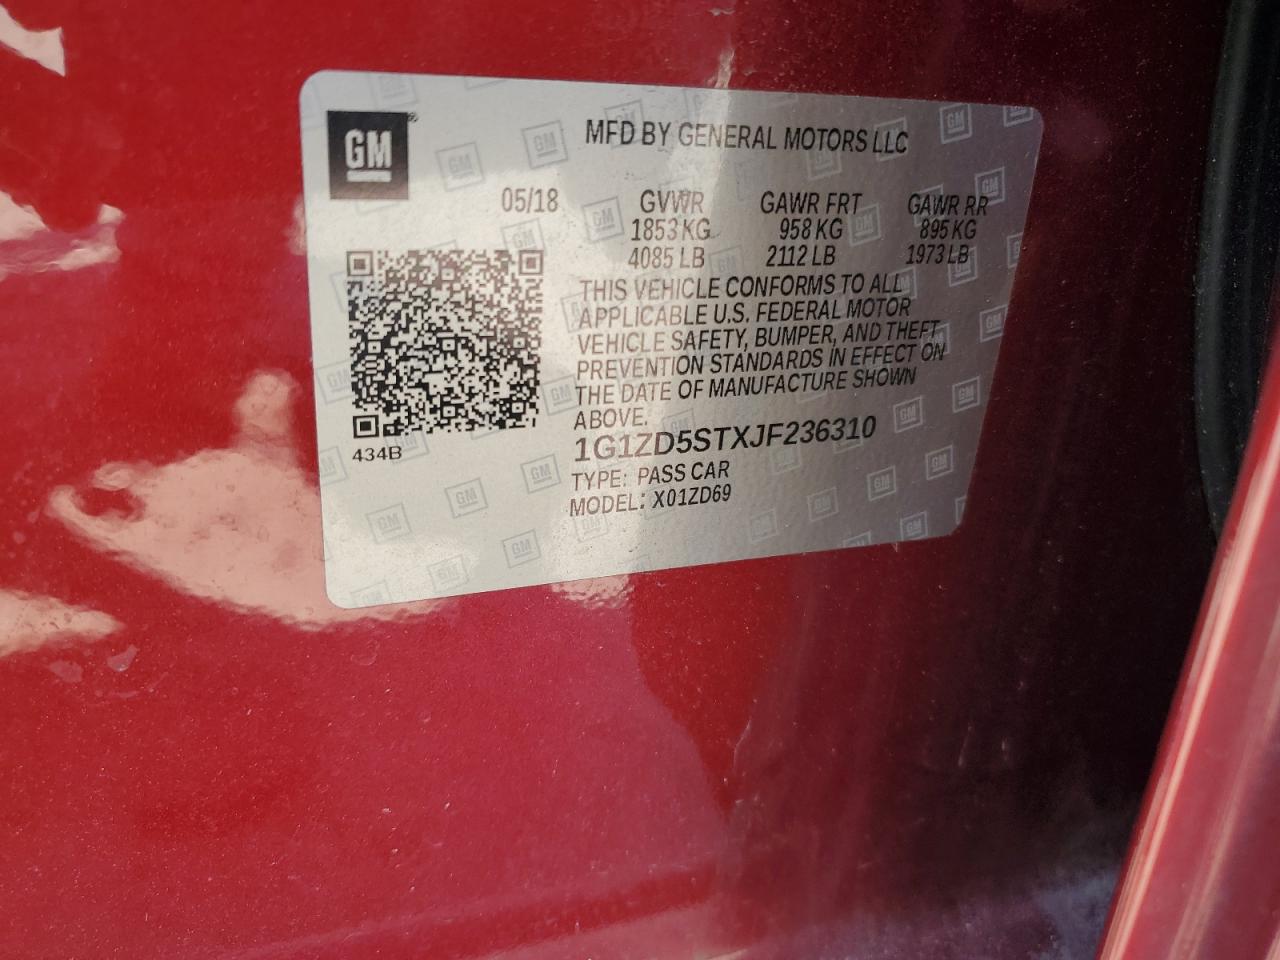 GM
MFD BY GENERAL MOTORS LLC
05/18 GVWR GAWR FRT GAWR RR
1853 KG 958 KG 895 KG
4085 LB 2112 LB 1973 LB
THIS VEHICLE CONFORMS TO ALL
APPLICABLE U.S. FEDERAL MOTOR
VEHICLE SAFETY, BUMPER, AND THEFT
PREVENTION STANDARDS IN EFFECT ON
THE DATE OF MANUFACTURE SHOWN
ABOVE.
434B
1G1ZD5STXJF236310
TYPE: PASS CAR
MODEL: X01ZD69